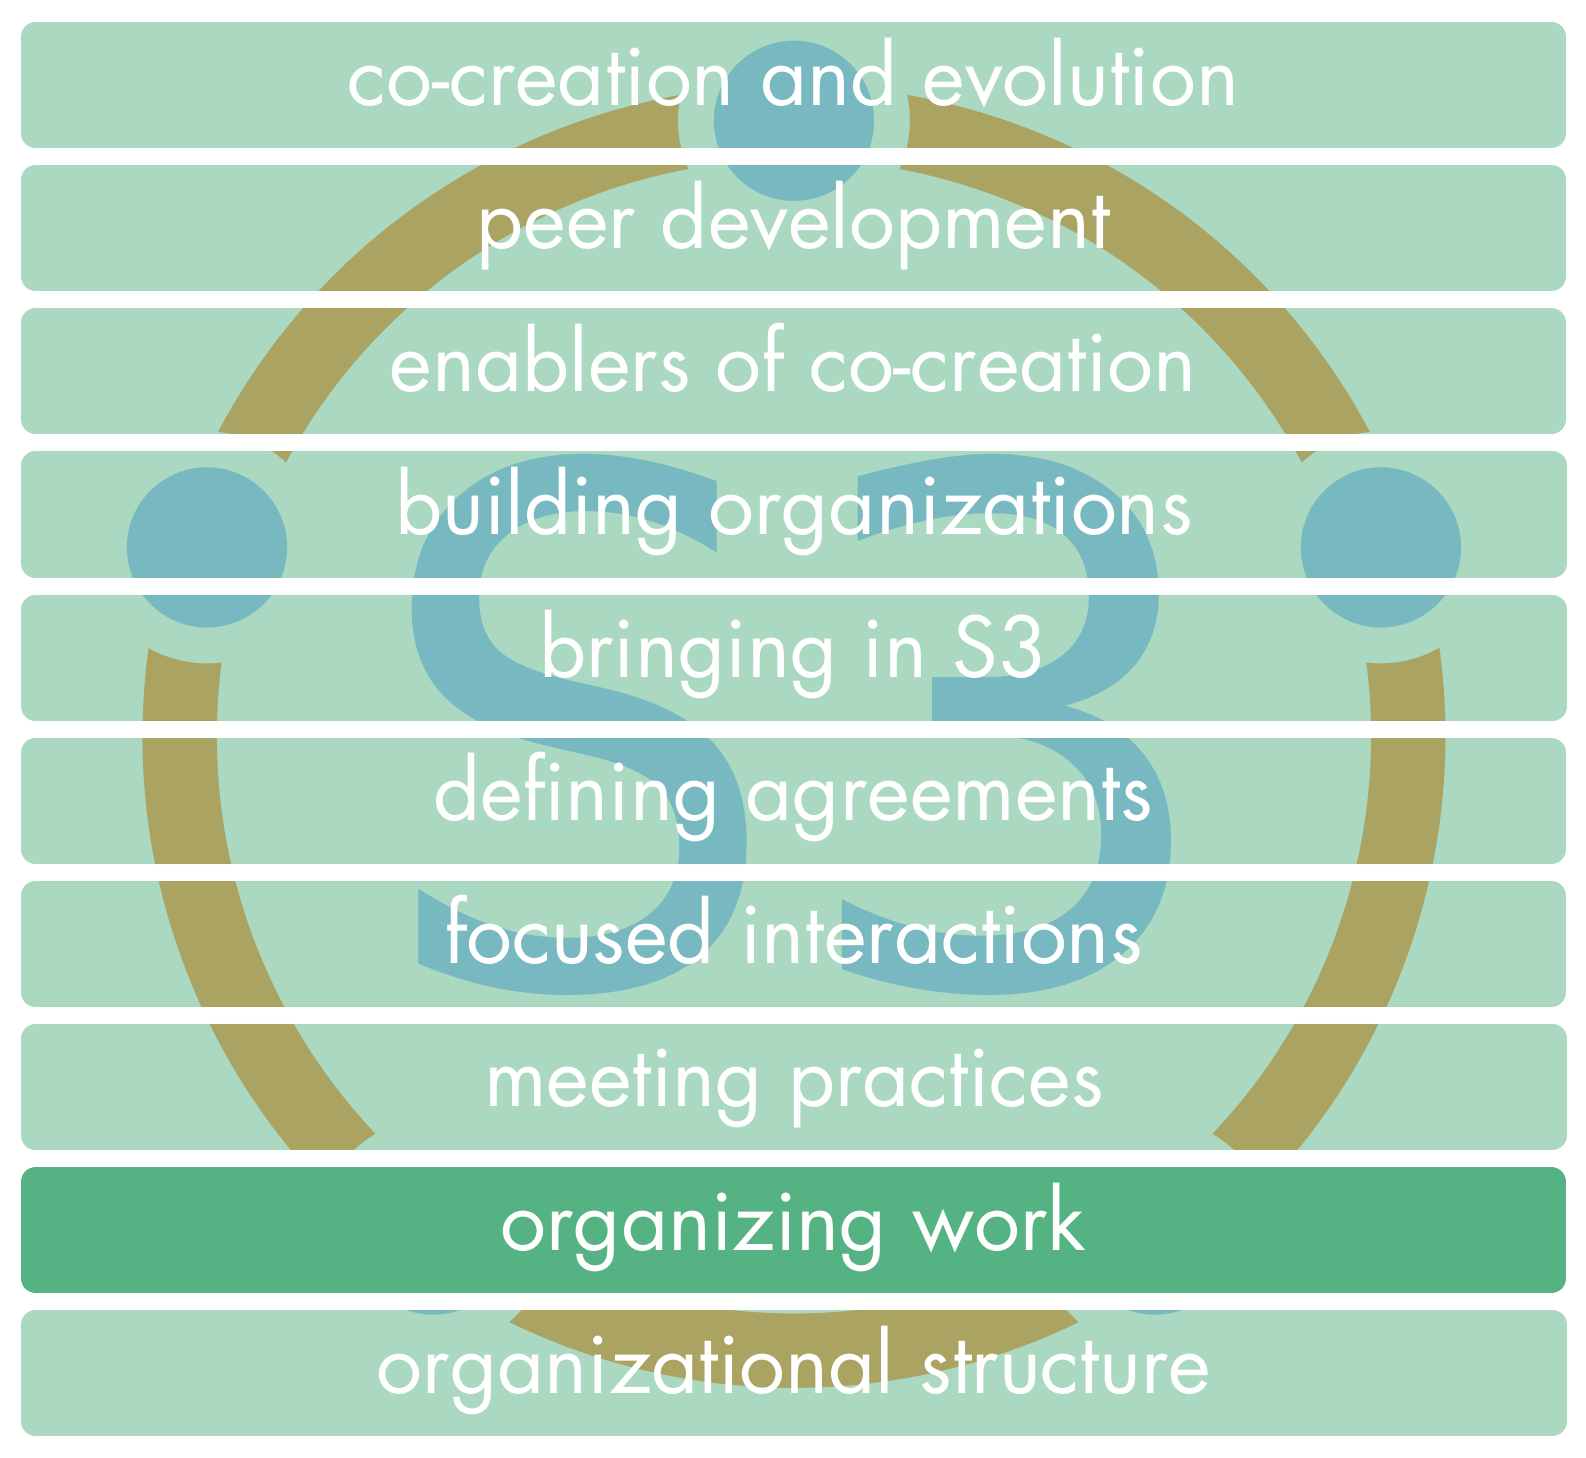 co-creation and evolution
peer development
enablers of co-creation
building organizations
bringing in S3
defining agreements
focused interactions
meeting practices
organizing work
organizational structure
S3